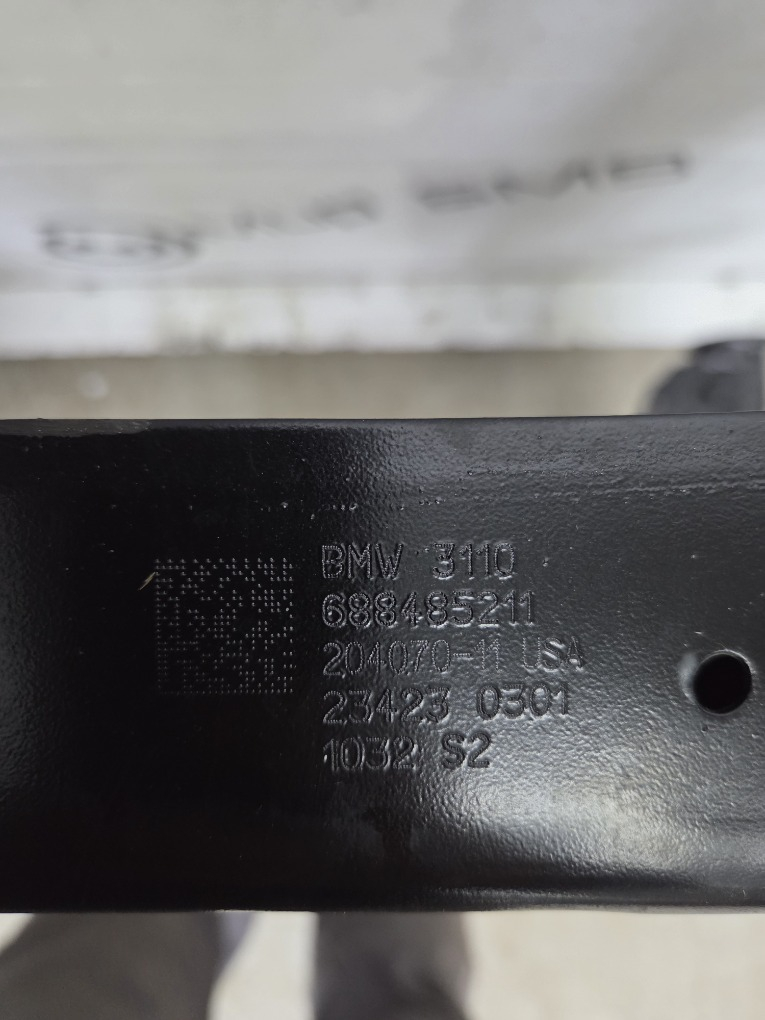 BMW 3110
688485211
204070-11 USA
23423 0301
1032 S2